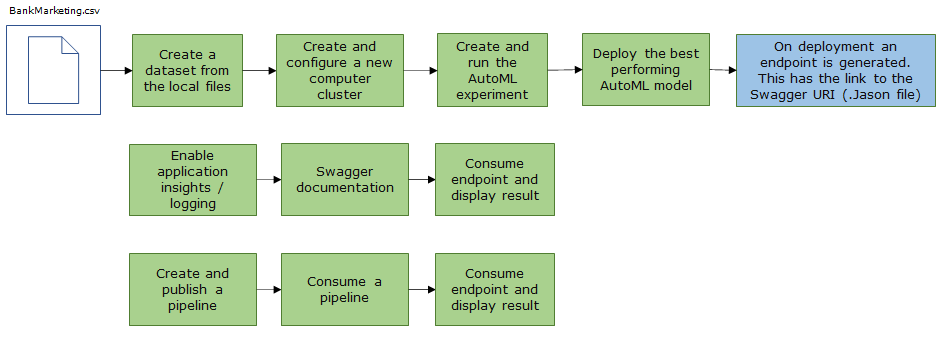 BankMarketing.csv
Create a
dataset from
the local files
Create and
configure a new
computer
cluster
Create and
run the
AutoML
experiment
Deploy the best
performing
AutoML model
On deployment an
endpoint is generated.
This has the link to the
Swagger URI (.Jason file)
Enable
application
insights /
logging
Swagger
documentation
Consume
endpoint and
display result
Create and
publish a
pipeline
Consume a
pipeline
Consume
endpoint and
display result